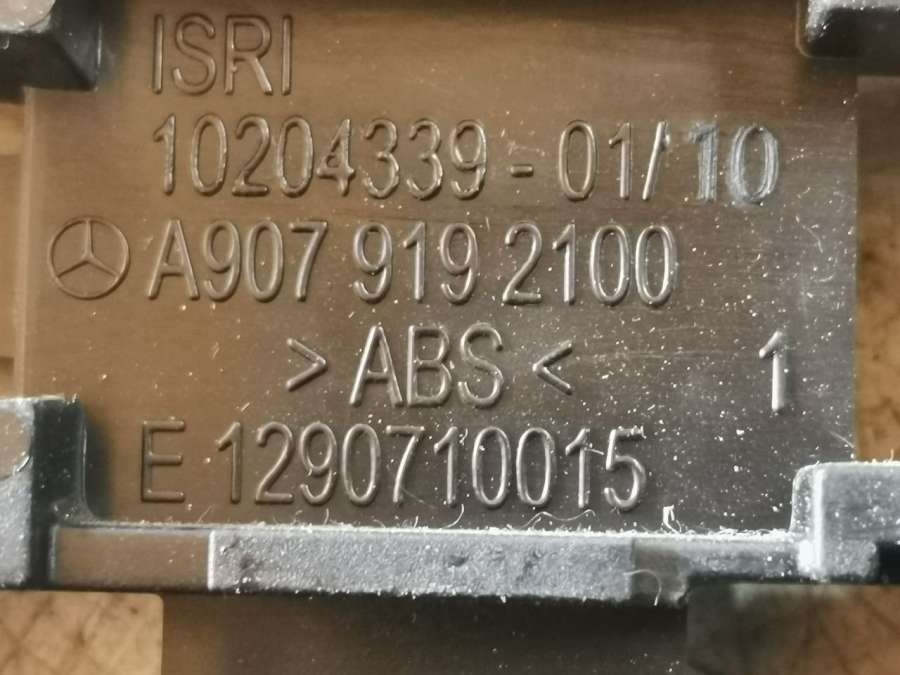 ISRI
10204339-01/10
A907 919 2100
>ABS< 1
E 1290710015